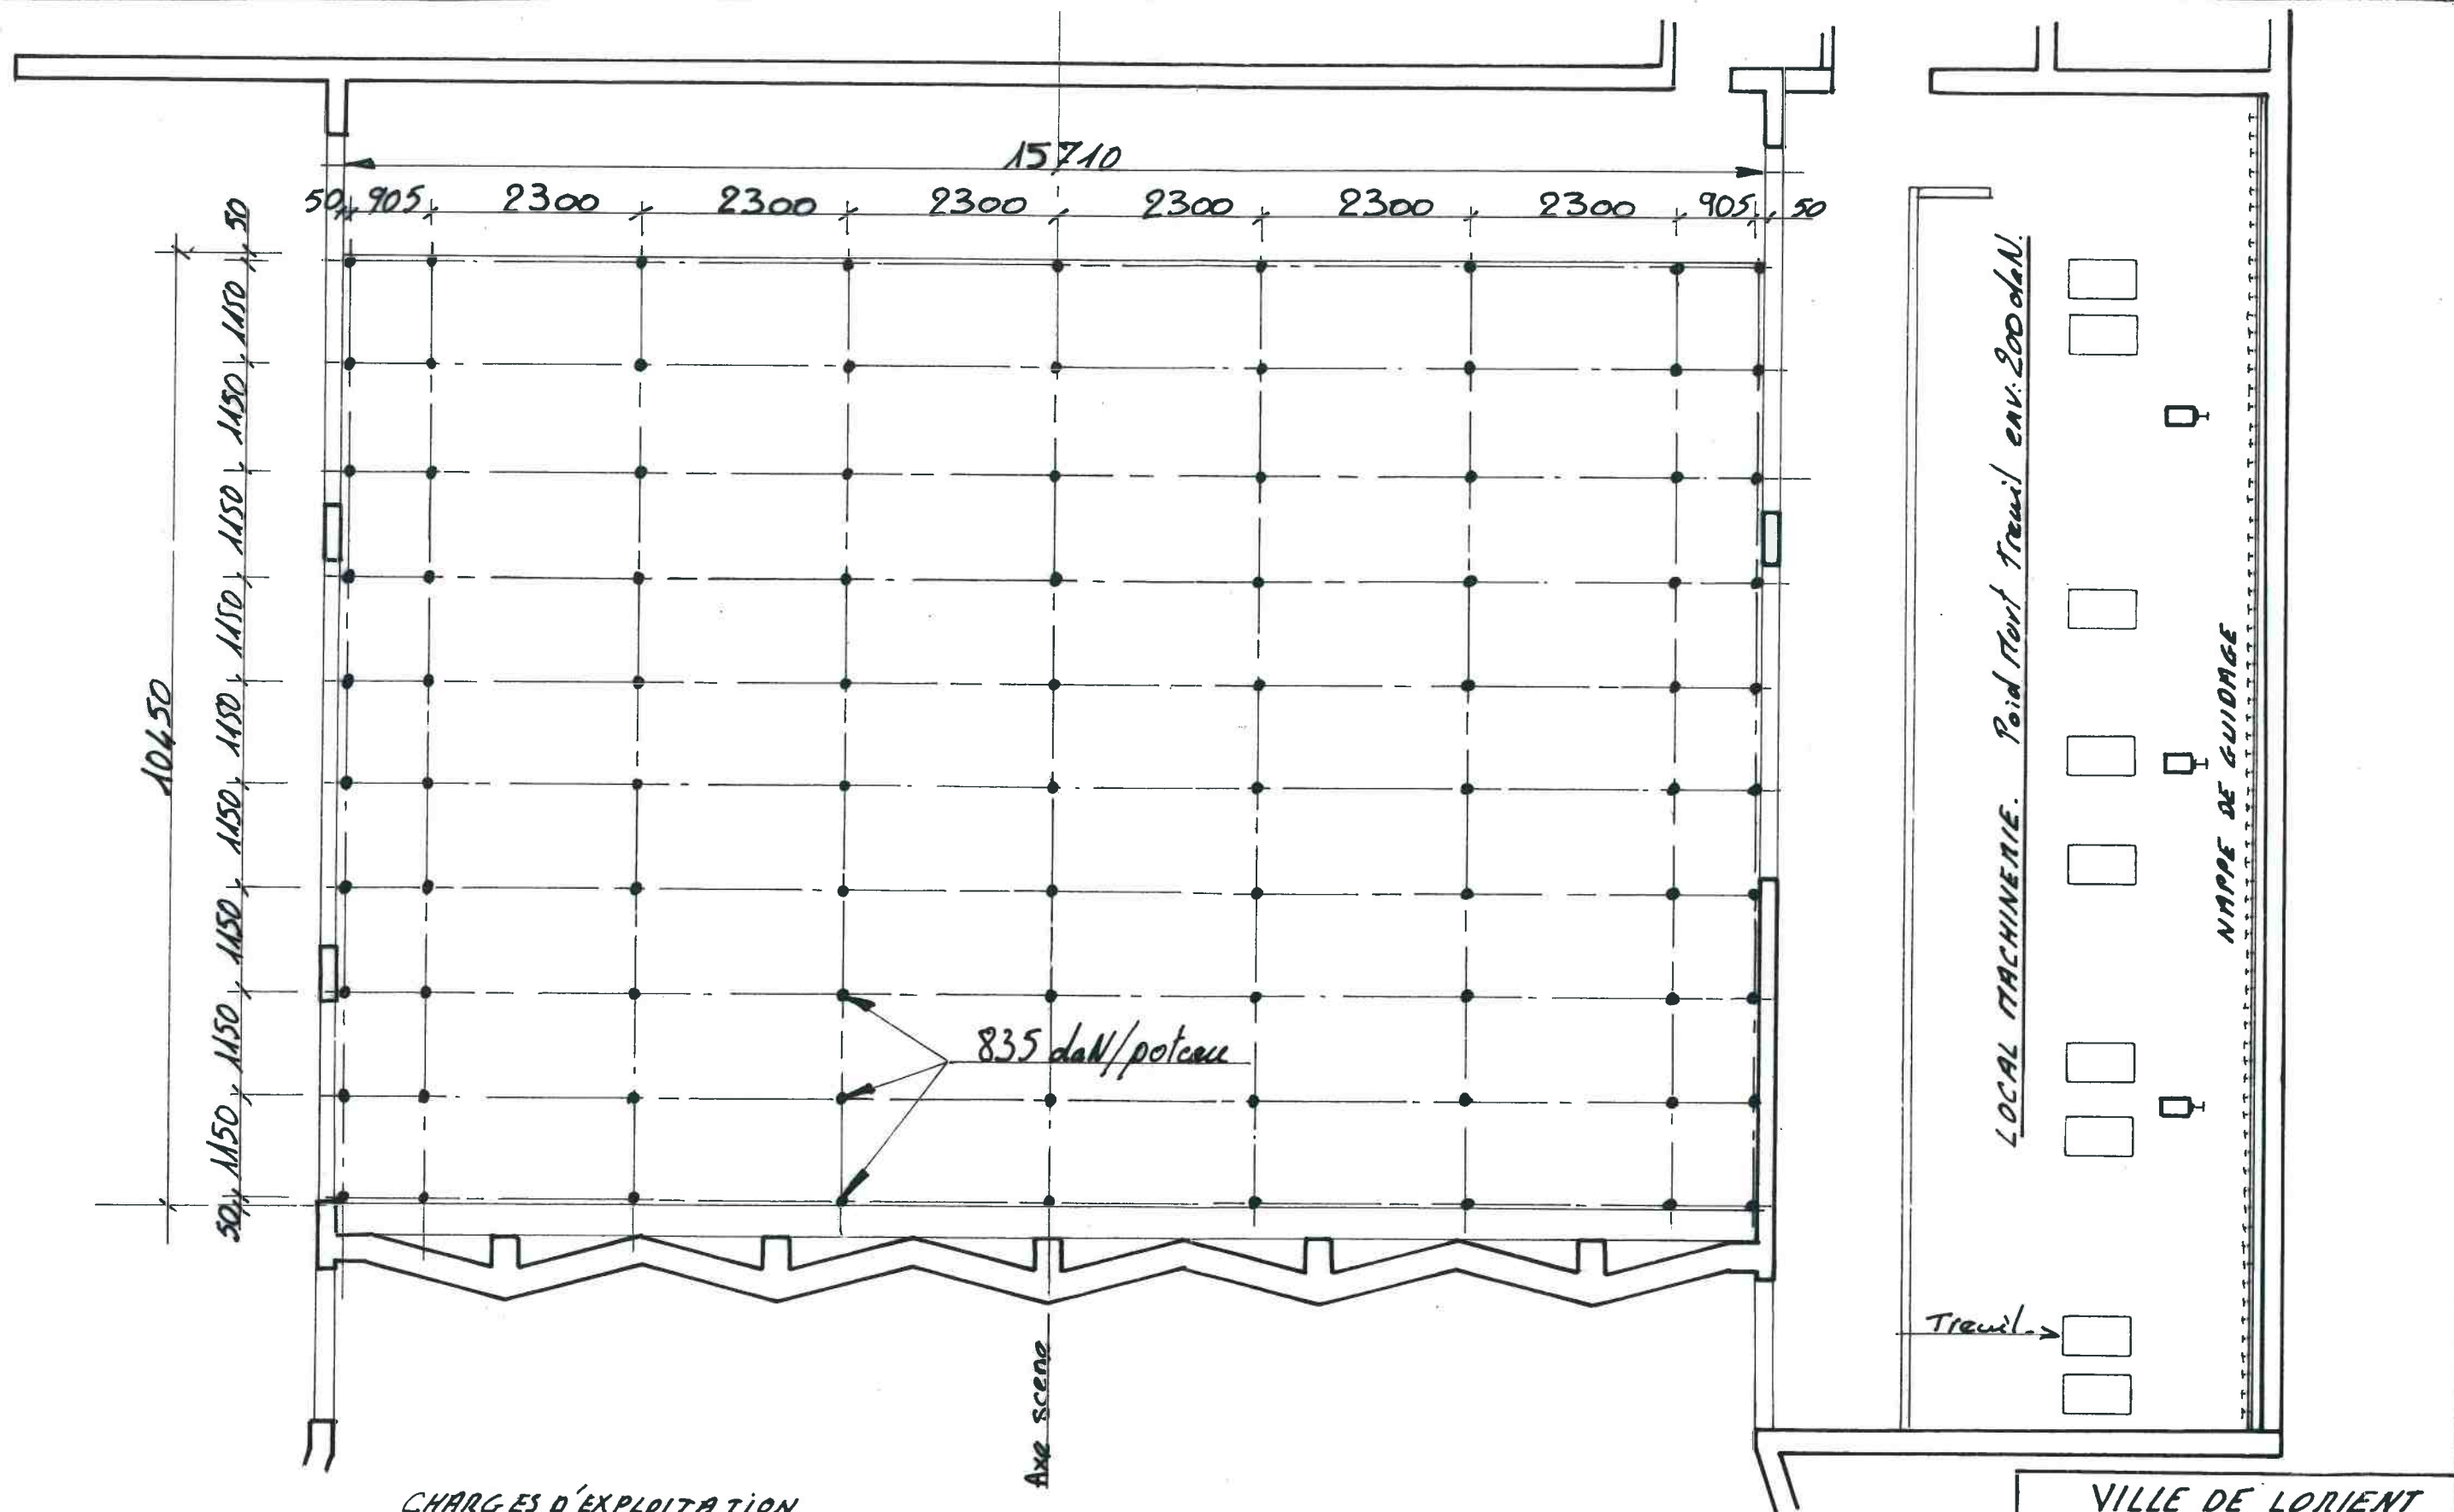 15710
50 905 2300 2300 2300 2300 2300 2300 905 50
50
1150
1150
1150
1150
1150
1150
1150
1150
1150
50
10450
835 daN/poteau
Axe scene
LOCAL MACHINERIE. Poid Mort Treuil env: 200 daN.
NAPPE DE GUIDAGE
Treuil
CHARGES D'EXPLOITATION
VILLE DE LORIENT